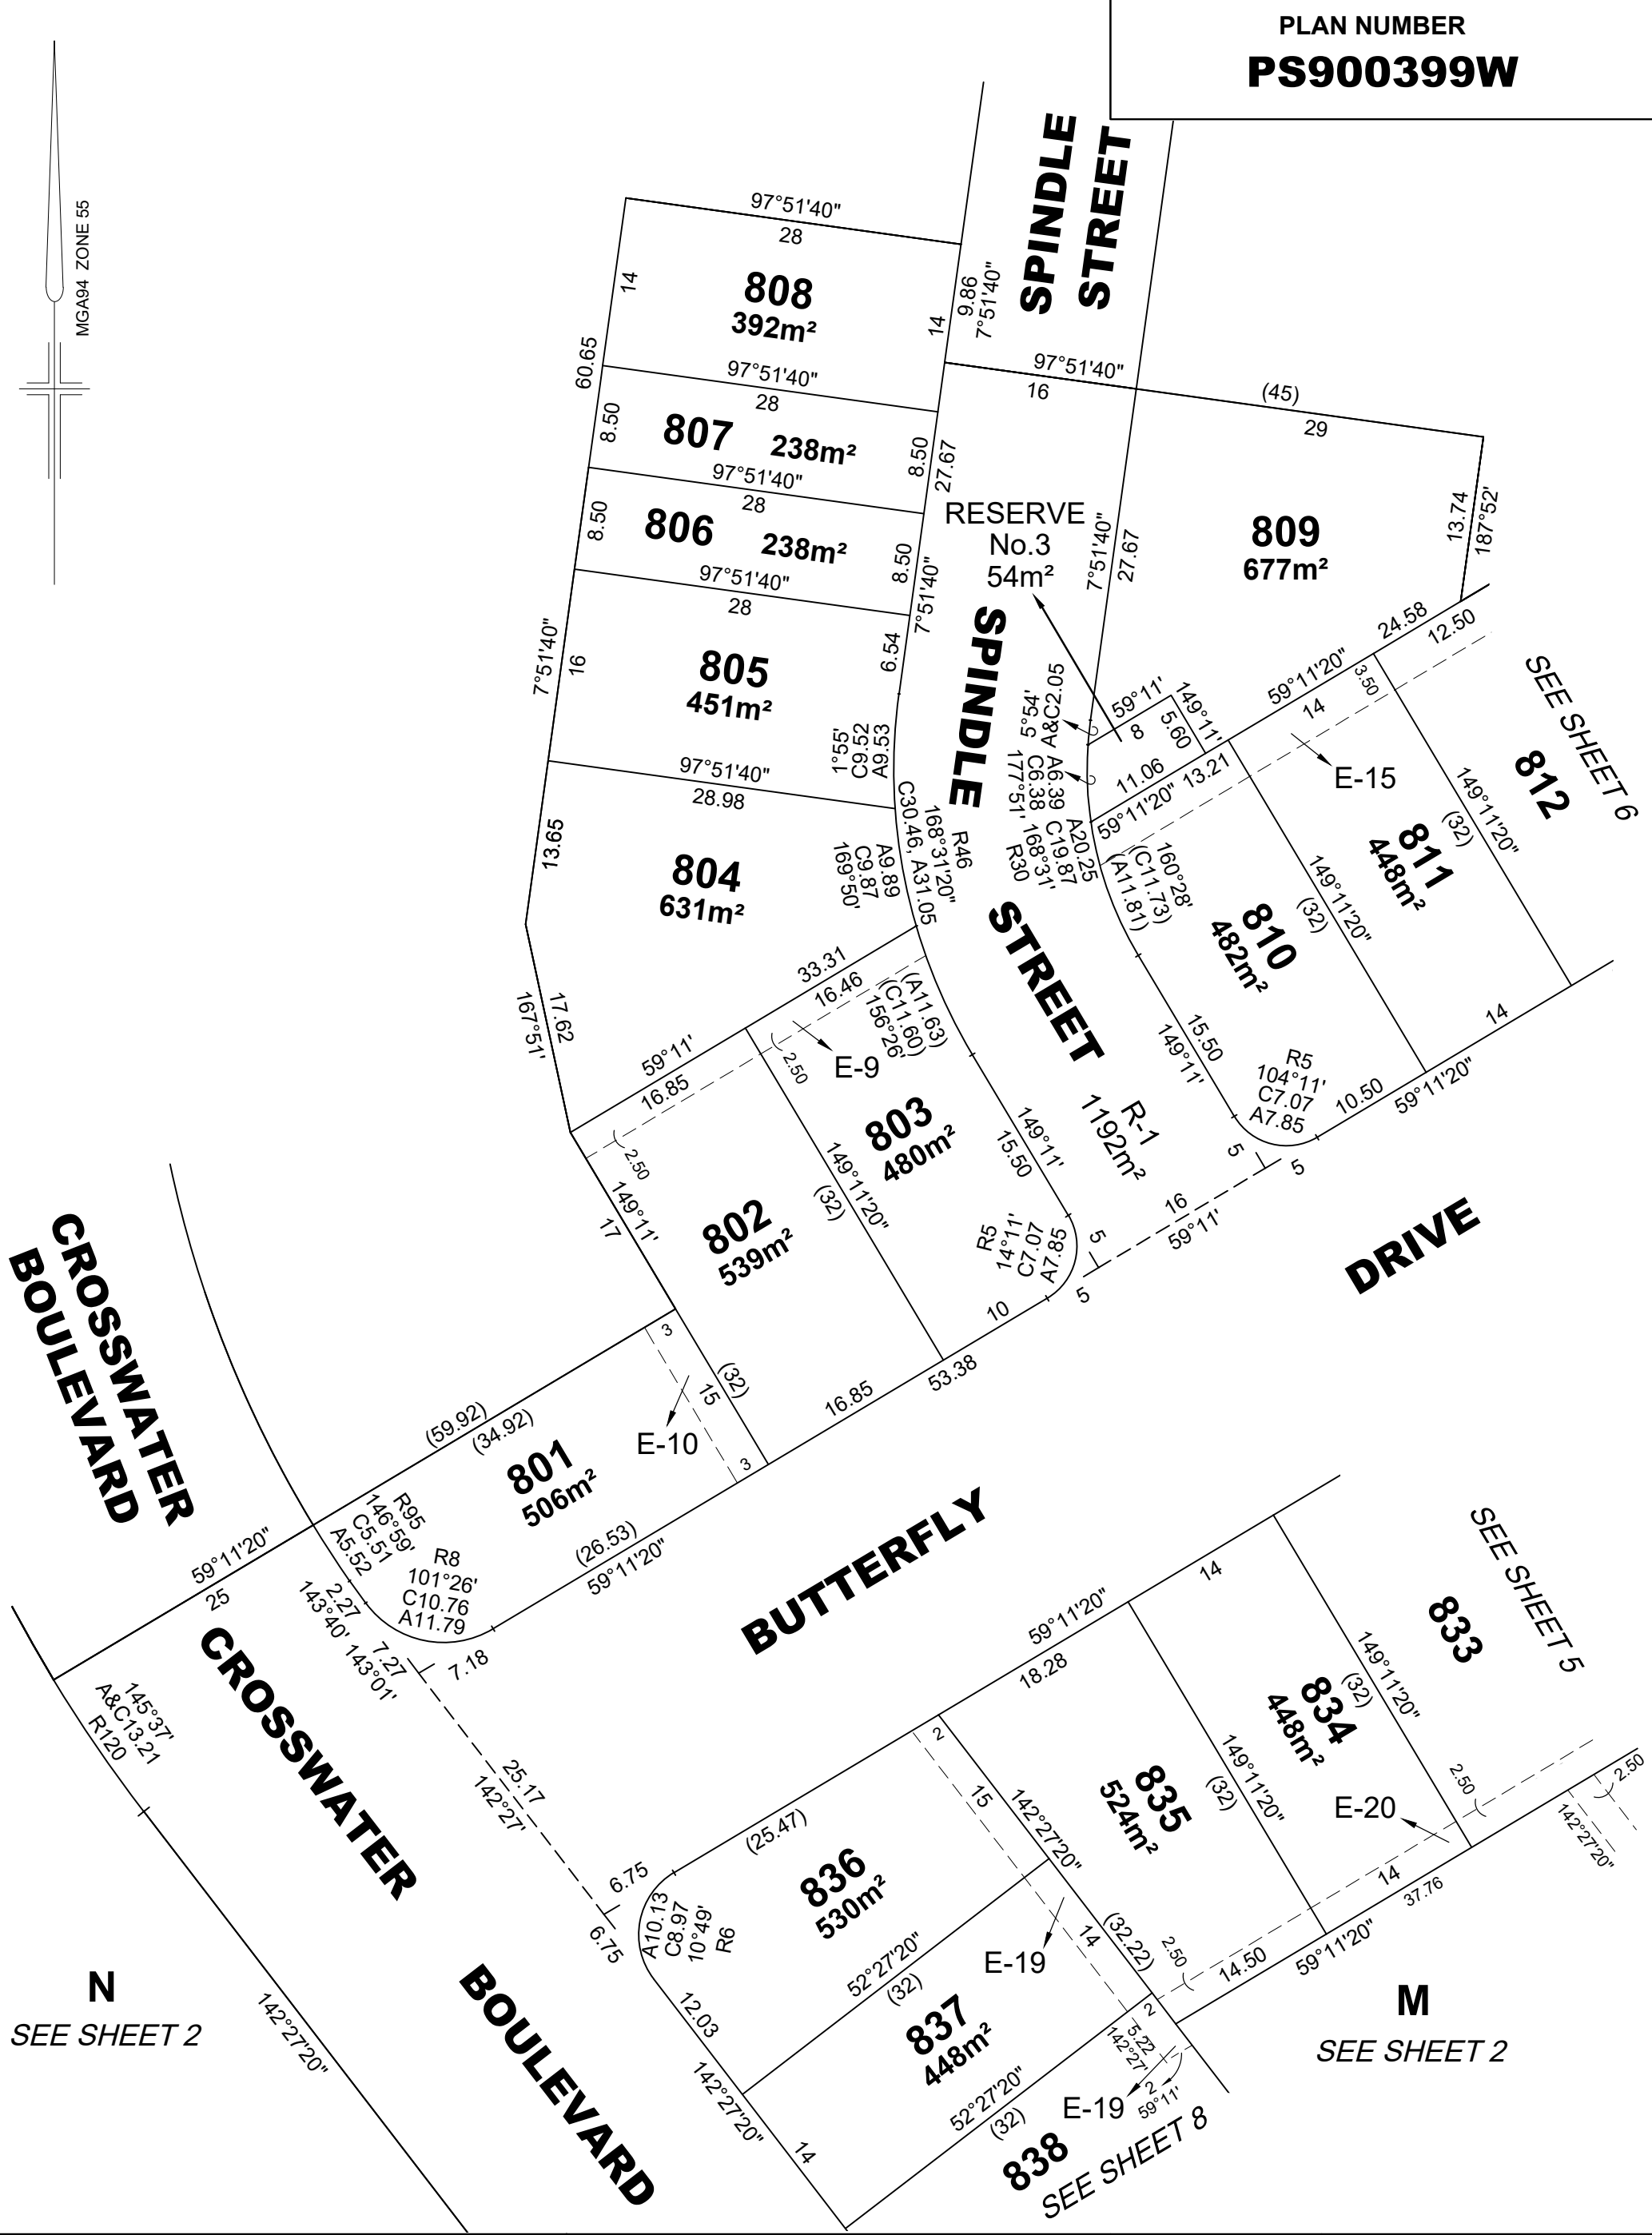 PLAN NUMBER
PS900399W
MGA94 ZONE 55
SPINDLE
STREET
97°51'40"
28
14
808
392m²
14
9.86
7°51'40"
60.65
97°51'40"
28
97°51'40"
16
(45)
29
8.50
807 238m²
8.50
27.67
97°51'40"
28
8.50
806 238m²
8.50
7°51'40"
RESERVE
No.3
54m²
7°51'40"
27.67
809
677m²
13.74
187°52'
97°51'40"
28
7°51'40"
16
805
451m²
6.54
1°55'
C9.52
A9.53
SPINDLE
5°54'
A&C2.05
59°11'
8
149°11'
5.60
24.58
12.50
59°11'20"
14
3.50
SEE SHEET 6
97°51'40"
28.98
177°51'
C6.38
A6.39
11.06
13.21
59°11'20"
E-15
812
13.65
804
631m²
A9.89
C9.87
169°50'
C30.46, A31.05
168°31'20"
R46
R30
168°31'
C19.87
A20.25
160°28'
(C11.73)
(A11.81)
149°11'20"
(32)
811
448m²
149°11'20"
(32)
810
482m²
STREET
33.31
16.46
(A11.63)
(C11.60)
156°26'
167°51'
17.62
59°11'
16.85
2.50
E-9
15.50
149°11'
14
R5
104°11'
C7.07
A7.85
10.50
59°11'20"
803
480m²
149°11'
15.50
R-1
1192m²
5
5
2.50
149°11'
17
802
539m²
149°11'20"
(32)
R5
14°11'
C7.07
A7.85
5
5
16
59°11'
DRIVE
CROSSWATER
BOULEVARD
3
10
53.38
16.85
(32)
15
E-10
3
(59.92)
(34.92)
801
506m²
(26.53)
59°11'20"
R95
146°59'
C5.51
A5.52
R8
101°26'
C10.76
A11.79
59°11'20"
25
2.27
143°40'
7.27
143°01'
7.18
BUTTERFLY
145°37'
A&C13.21
R120
CROSSWATER
25.17
142°27'
14
59°11'20"
18.28
SEE SHEET 5
833
149°11'20"
(32)
834
448m²
2
15
142°27'20"
149°11'20"
(32)
835
524m²
(25.47)
836
530m²
6.75
6.75
A10.13
C8.97
10°49'
R6
2.50
2.50
E-20
142°27'20"
14
37.76
52°27'20"
(32)
E-19
14
(32.22)
2.50
14.50
59°11'20"
N
SEE SHEET 2
142°27'20"
BOULEVARD
12.03
837
448m²
M
SEE SHEET 2
2
5.22
142°27'
142°27'20"
52°27'20"
(32)
E-19
2
59°11'
14
838
SEE SHEET 8